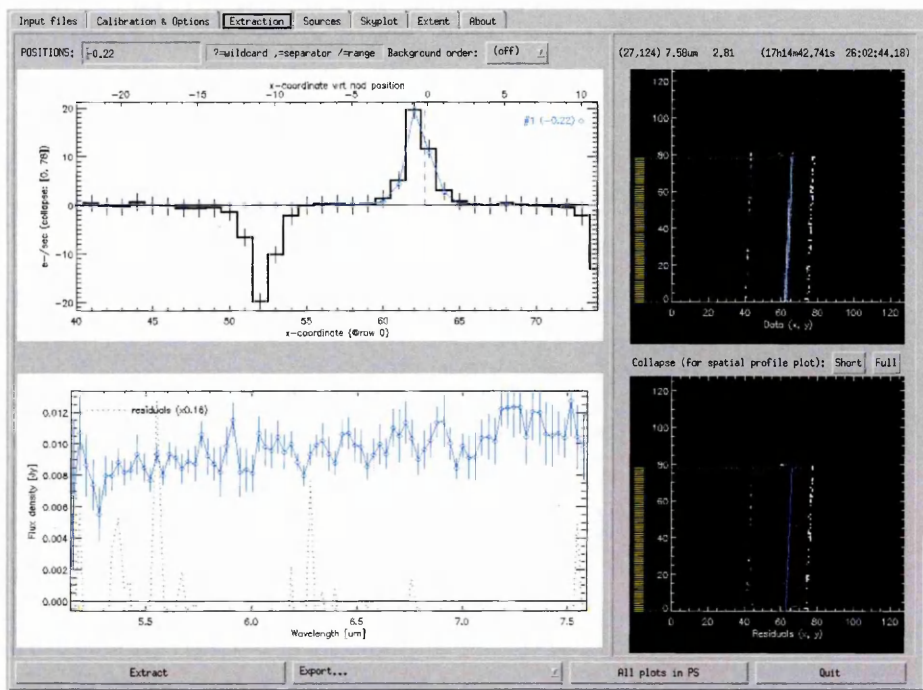 Input files Calibration & Options Extraction Sources Skyplot Extent About
POSITIONS: -0.22 ?=wildcard ,=separator /=range Background order: (off) (27,124) 7.58um 2.81 (17h14m42.741s 26:02:44.18)
x-coordinate wrt nod position
-20 -15 -10 -5 0 5 10
#1 (-0.22)
20
10
0
-10
-20
e-/sec (collapse: [0, 78])
40 45 50 55 60 65 70
x-coordinate (@row 0)
120
100
80
60
40
20
0
0 20 40 60 80 100 120
Data (x, y)
Collapse (for spatial profile plot): Short Full
residuals (x0.16)
0.012
0.010
0.008
0.006
0.004
0.002
0.000
Flux density [Jy]
5.5 6.0 6.5 7.0 7.5
Wavelength [um]
120
100
80
60
40
20
0
0 20 40 60 80 100 120
Residuals (x, y)
Extract Export... All plots in PS Quit